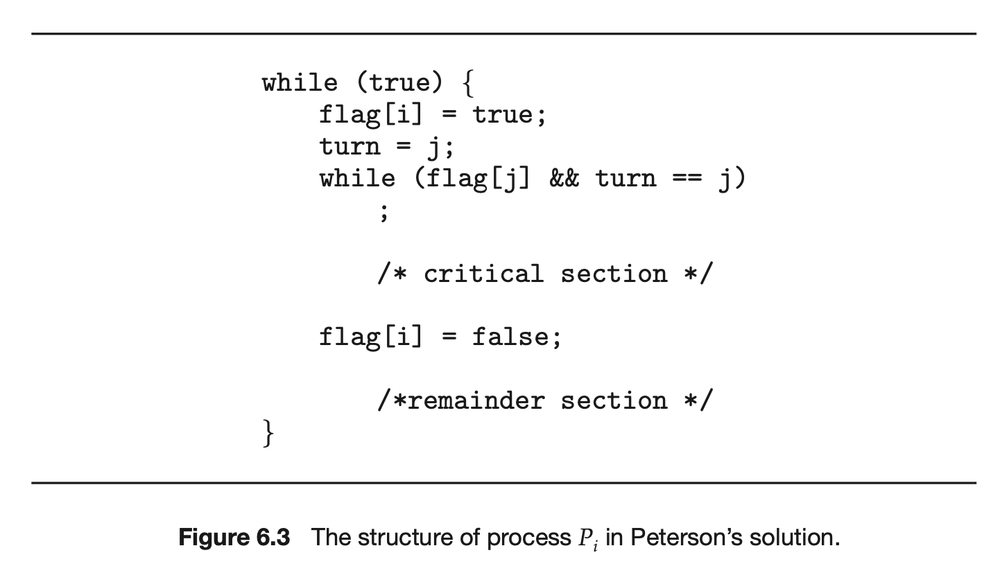 while (true) {
flag[i] = true;
turn = j;
while (flag[j] && turn == j)
;
/* critical section */
flag[i] = false;
/*remainder section */
}
Figure 6.3 The structure of process Pi in Peterson’s solution.